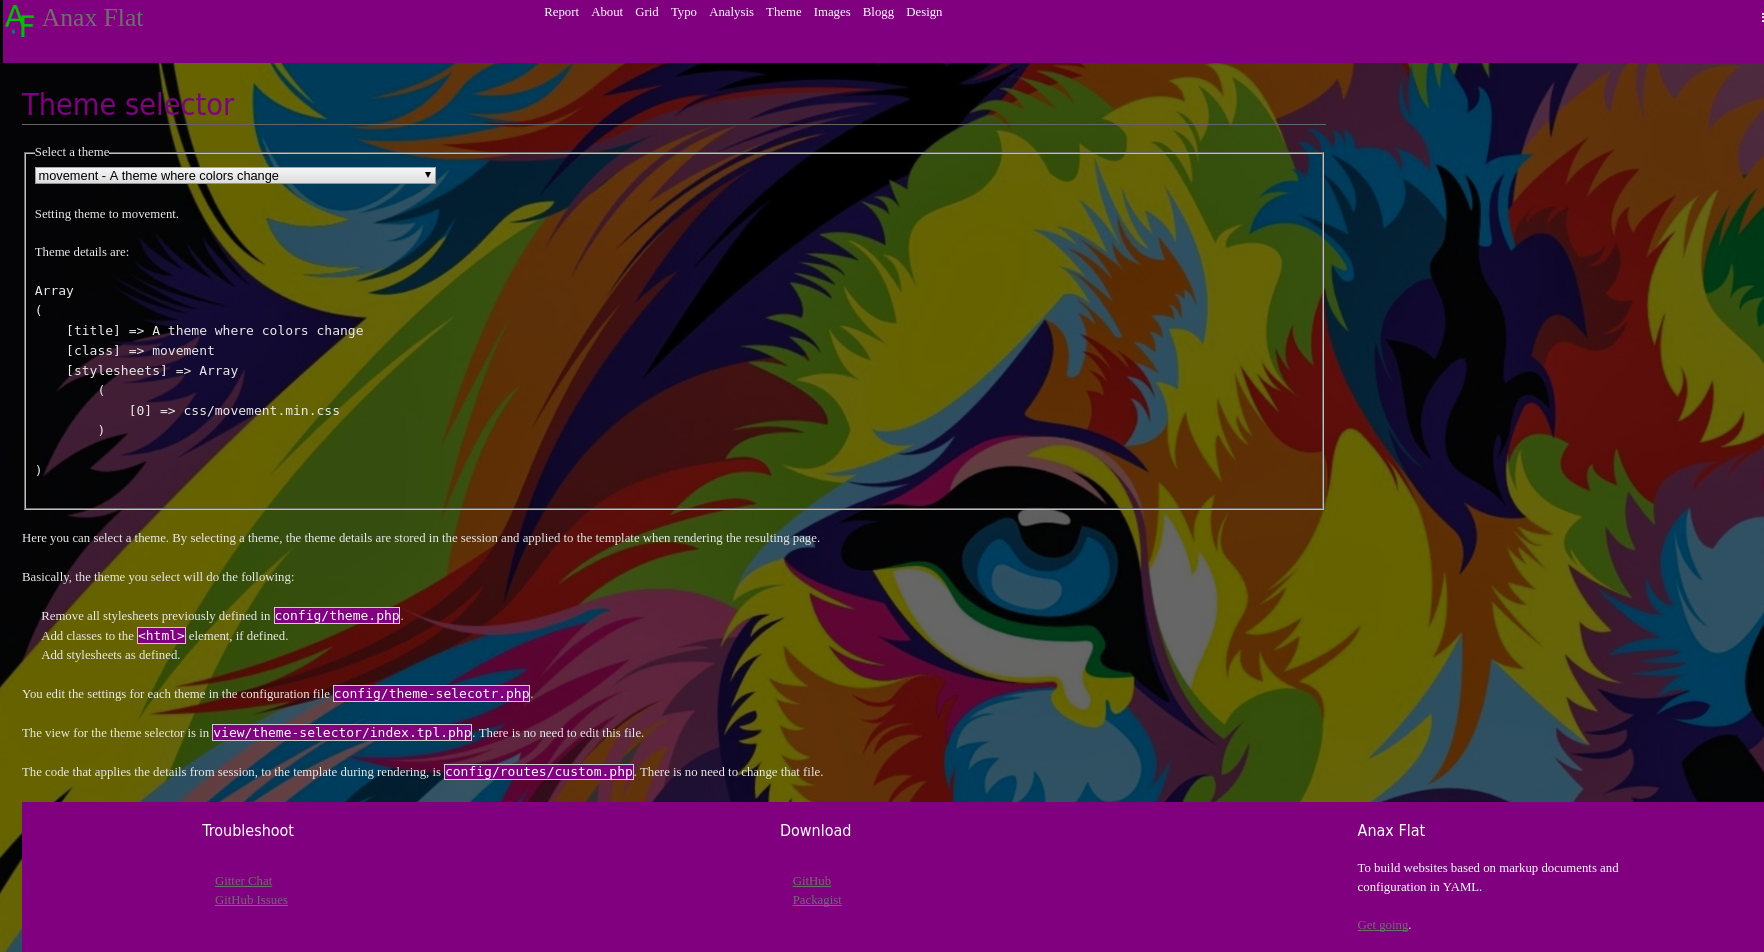 AF Anax Flat
Report About Grid Typo Analysis Theme Images Blogg Design
Theme selector
Select a theme
movement - A theme where colors change
Setting theme to movement.
Theme details are:
Array
(
[title] => A theme where colors change
[class] => movement
[stylesheets] => Array
(
[0] => css/movement.min.css
)
)
Here you can select a theme. By selecting a theme, the theme details are stored in the session and applied to the template when rendering the resulting page.
Basically, the theme you select will do the following:
Remove all stylesheets previously defined in config/theme.php.
Add classes to the <html> element, if defined.
Add stylesheets as defined.
You edit the settings for each theme in the configuration file config/theme-selecotr.php.
The view for the theme selector is in view/theme-selector/index.tpl.php. There is no need to edit this file.
The code that applies the details from session, to the template during rendering, is config/routes/custom.php. There is no need to change that file.
Troubleshoot
Gitter Chat
GitHub Issues
Download
GitHub
Packagist
Anax Flat
To build websites based on markup documents and
configuration in YAML.
Get going.